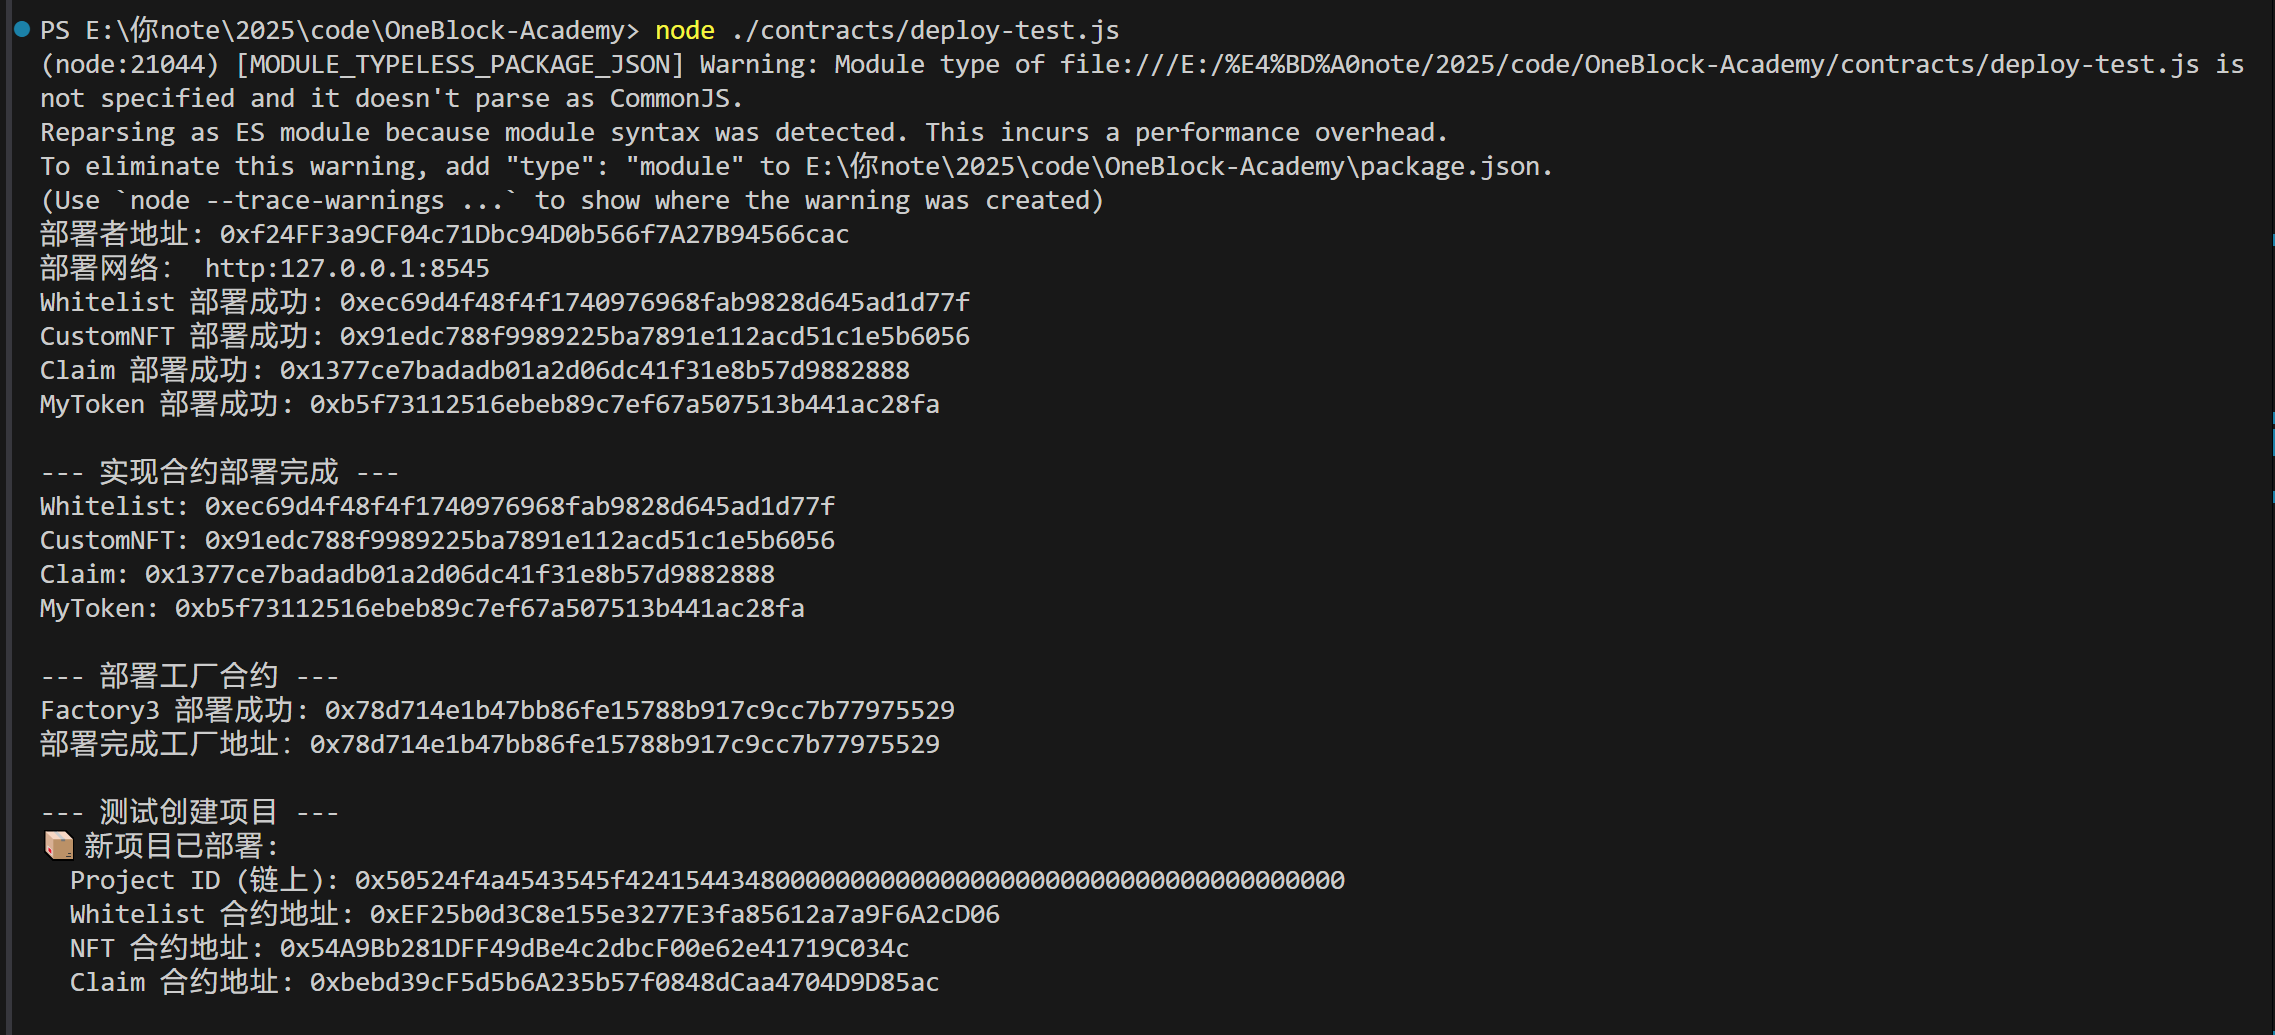 PS E:\你note\2025\code\OneBlock-Academy> node ./contracts/deploy-test.js
(node:21044) [MODULE_TYPELESS_PACKAGE_JSON] Warning: Module type of file:///E:/%E4%BD%A0note/2025/code/OneBlock-Academy/contracts/deploy-test.js is
not specified and it doesn't parse as CommonJS.
Reparsing as ES module because module syntax was detected. This incurs a performance overhead.
To eliminate this warning, add "type": "module" to E:\你note\2025\code\OneBlock-Academy\package.json.
(Use `node --trace-warnings ...` to show where the warning was created)
部署者地址: 0xf24FF3a9CF04c71Dbc94D0b566f7A27B94566cac
部署网络： http:127.0.0.1:8545
Whitelist 部署成功: 0xec69d4f48f4f1740976968fab9828d645ad1d77f
CustomNFT 部署成功: 0x91edc788f9989225ba7891e112acd51c1e5b6056
Claim 部署成功: 0x1377ce7badadb01a2d06dc41f31e8b57d9882888
MyToken 部署成功: 0xb5f73112516ebeb89c7ef67a507513b441ac28fa
--- 实现合约部署完成 ---
Whitelist: 0xec69d4f48f4f1740976968fab9828d645ad1d77f
CustomNFT: 0x91edc788f9989225ba7891e112acd51c1e5b6056
Claim: 0x1377ce7badadb01a2d06dc41f31e8b57d9882888
MyToken: 0xb5f73112516ebeb89c7ef67a507513b441ac28fa
--- 部署工厂合约 ---
Factory3 部署成功: 0x78d714e1b47bb86fe15788b917c9cc7b77975529
部署完成工厂地址：0x78d714e1b47bb86fe15788b917c9cc7b77975529
--- 测试创建项目 ---
📦 新项目已部署:
Project ID (链上): 0x50524f4a4543545f42415443480000000000000000000000000000000000000000
Whitelist 合约地址: 0xEF25b0d3C8e155e3277E3fa85612a7a9F6A2cD06
NFT 合约地址: 0x54A9Bb281DFF49dBe4c2dbcF00e62e41719C034c
Claim 合约地址: 0xbebd39cF5d5b6A235b57f0848dCaa4704D9D85ac